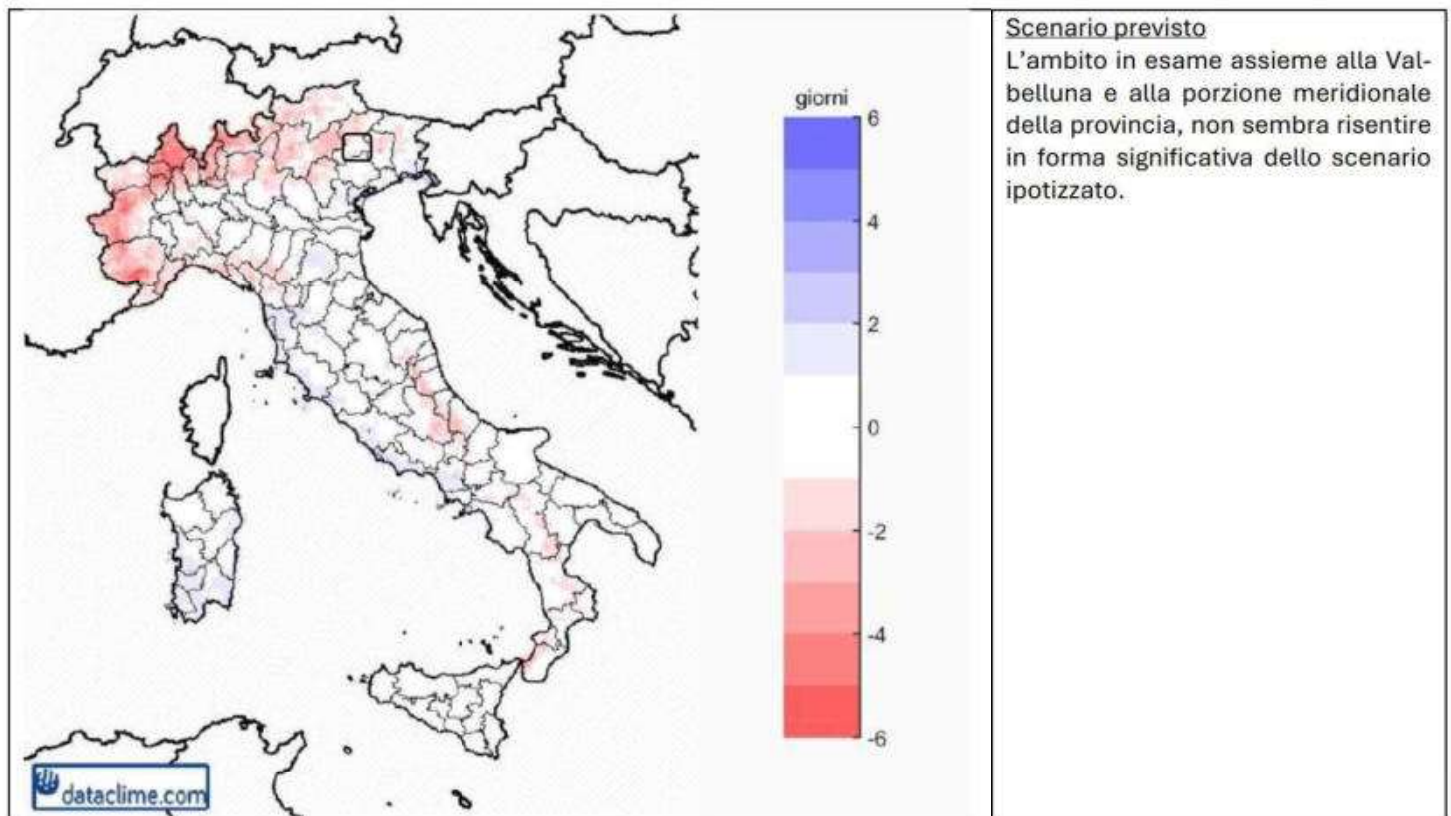 Scenario previsto
L'ambito in esame assieme alla Val-
belluna e alla porzione meridionale
della provincia, non sembra risentire
in forma significativa dello scenario
ipotizzato.
giorni
6
4
2
0
-2
-4
-6
dataclime.com